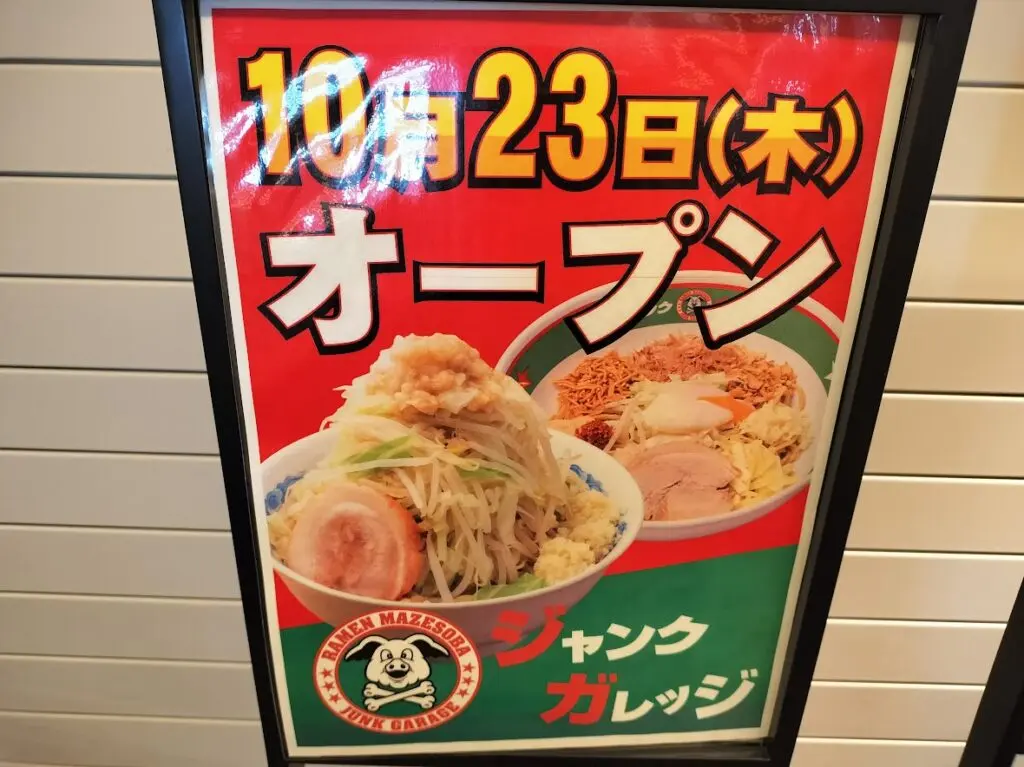 10月23日(木)
オープン
ジャンク
ガレッジ
RAMEN MAZESOBA
JUNK GARAGE